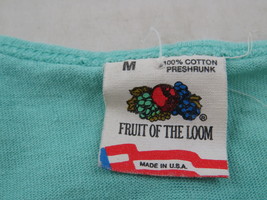 M
100% COTTON
PRESHRUNK
FRUIT OF THE LOOM
MADE IN U.S.A.